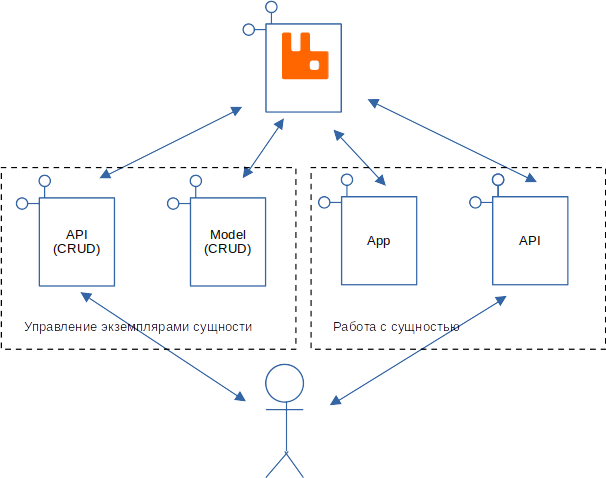 API
(CRUD)
Model
(CRUD)
App
API
Управление экземплярами сущности
Работа с сущностью